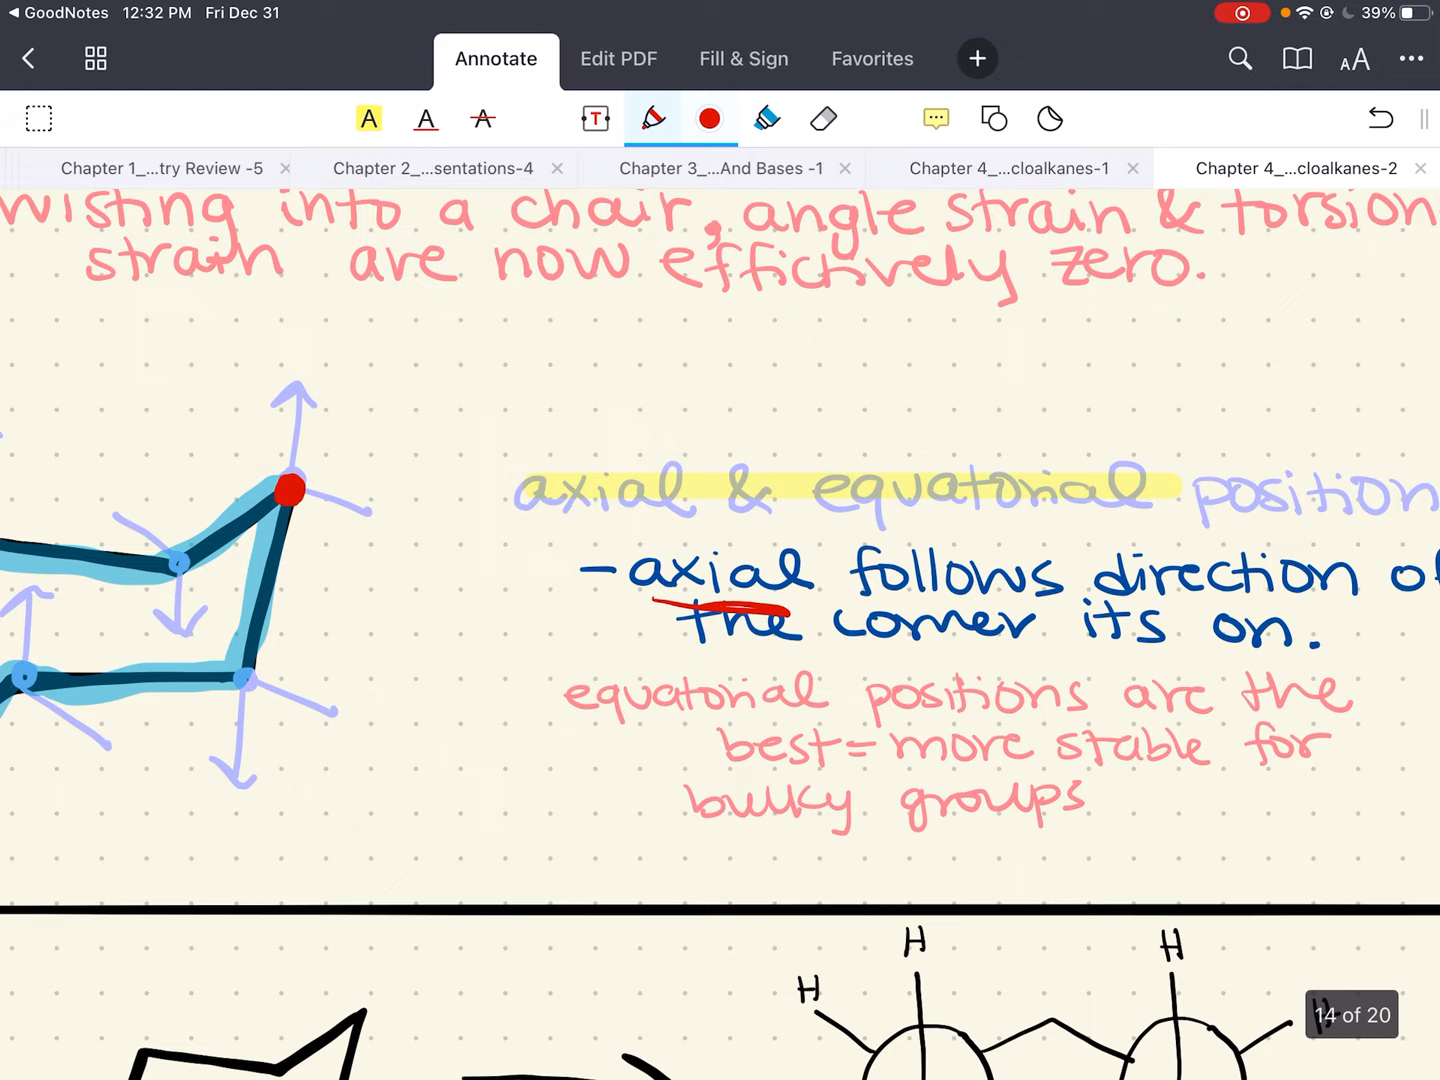 GoodNotes 12:32 PM Fri Dec 31 39%
Annotate Edit PDF Fill & Sign Favorites
Chapter 1_...try Review -5 Chapter 2_...sentations-4 Chapter 3_...And Bases -1 Chapter 4_...cloalkanes-1 Chapter 4_...cloalkanes-2
wisting into a chair, angle strain & torsion
strain are now effictively zero.
axial & equatorial position
- axial follows direction of
the corner its on.
equatorial positions are the
best = more stable for
bulky groups
H H
H H
14 of 20